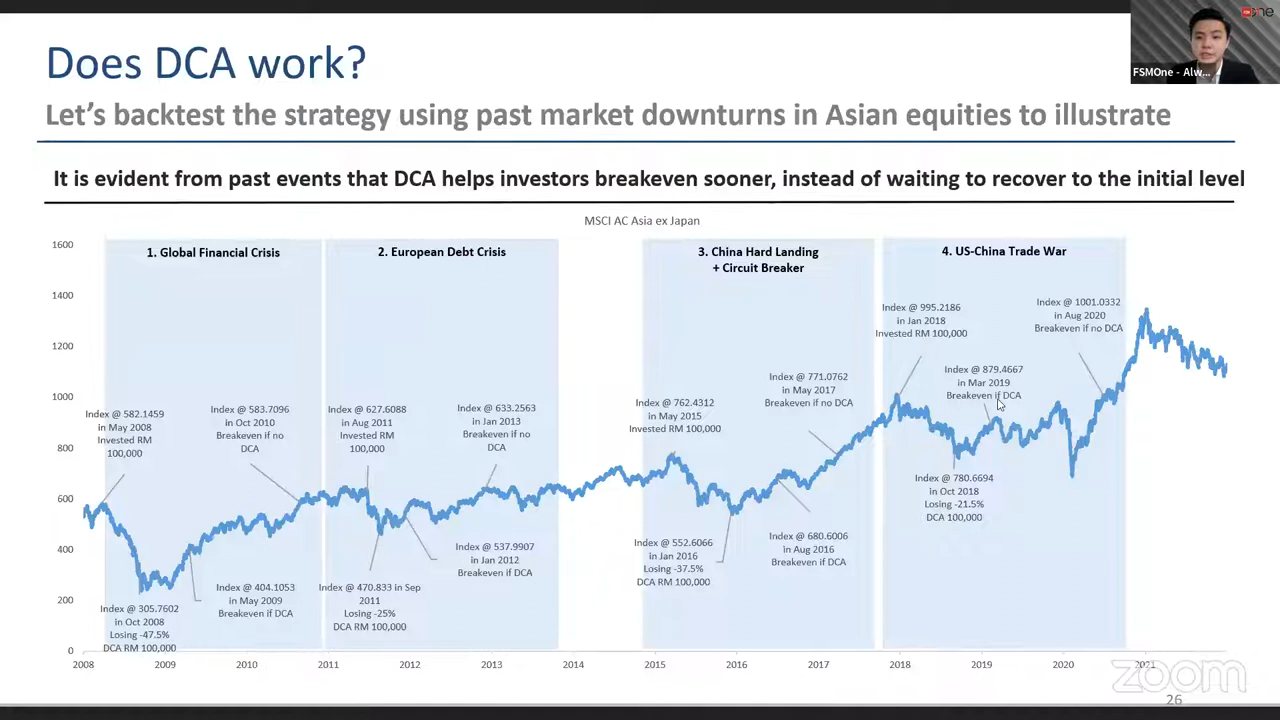 one
FSMOne - Alw...
Does DCA work?
Let's backtest the strategy using past market downturns in Asian equities to illustrate
It is evident from past events that DCA helps investors breakeven sooner, instead of waiting to recover to the initial level
MSCI AC Asia ex Japan
1600
1400
1200
1000
800
600
400
200
0
1. Global Financial Crisis
2. European Debt Crisis
3. China Hard Landing
+ Circuit Breaker
4. US-China Trade War
Index @ 582.1459
in May 2008
Invested RM
100,000
Index @ 583.7096
in Oct 2010
Breakeven if no
DCA
Index @ 627.6088
in Aug 2011
Invested RM
100,000
Index @ 633.2563
in Jan 2013
Breakeven if no
DCA
Index @ 762.4312
in May 2015
Invested RM 100,000
Index @ 771.0762
in May 2017
Breakeven if no DCA
Index @ 995.2186
in Jan 2018
Invested RM 100,000
Index @ 879.4667
in Mar 2019
Breakeven if DCA
Index @ 1001.0332
in Aug 2020
Breakeven if no DCA
Index @ 305.7602
in Oct 2008
Losing -47.5%
DCA RM 100,000
Index @ 404.1053
in May 2009
Breakeven if DCA
Index @ 470.833 in Sep
2011
Losing -25%
DCA RM 100,000
Index @ 537.9907
in Jan 2012
Breakeven if DCA
Index @ 552.6066
in Jan 2016
Losing -37.5%
DCA RM 100,000
Index @ 680.6006
in Aug 2016
Breakeven if DCA
Index @ 780.6694
in Oct 2018
Losing -21.5%
DCA 100,000
2008
2009
2010
2011
2012
2013
2014
2015
2016
2017
2018
2019
2020
2021
zoom
26